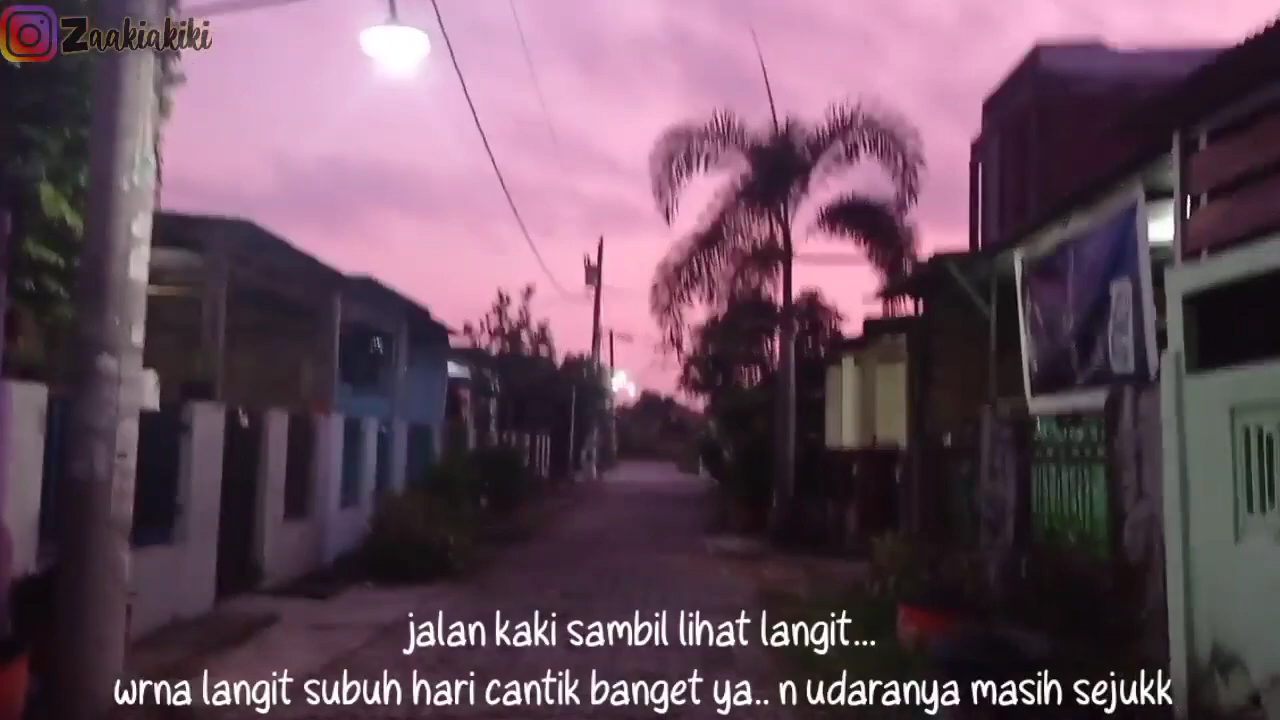 Zaakiakiki
jalan kaki sambil lihat langit...
wrna langit subuh hari cantik banget ya.. n udaranya masih sejukk